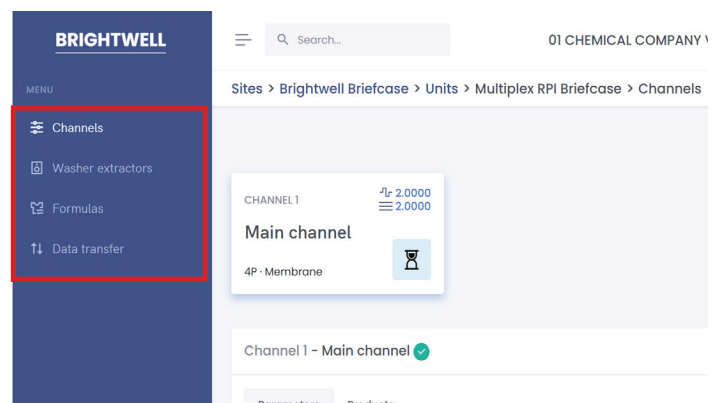 BRIGHTWELL
Search...
01 CHEMICAL COMPANY
MENU
Sites > Brightwell Briefcase > Units > Multiplex RPI Briefcase > Channels
Channels
Washer extractors
Formulas
Data transfer
CHANNEL 1
2.0000
2.0000
Main channel
4P · Membrane
Channel 1 - Main channel
Parameters Products